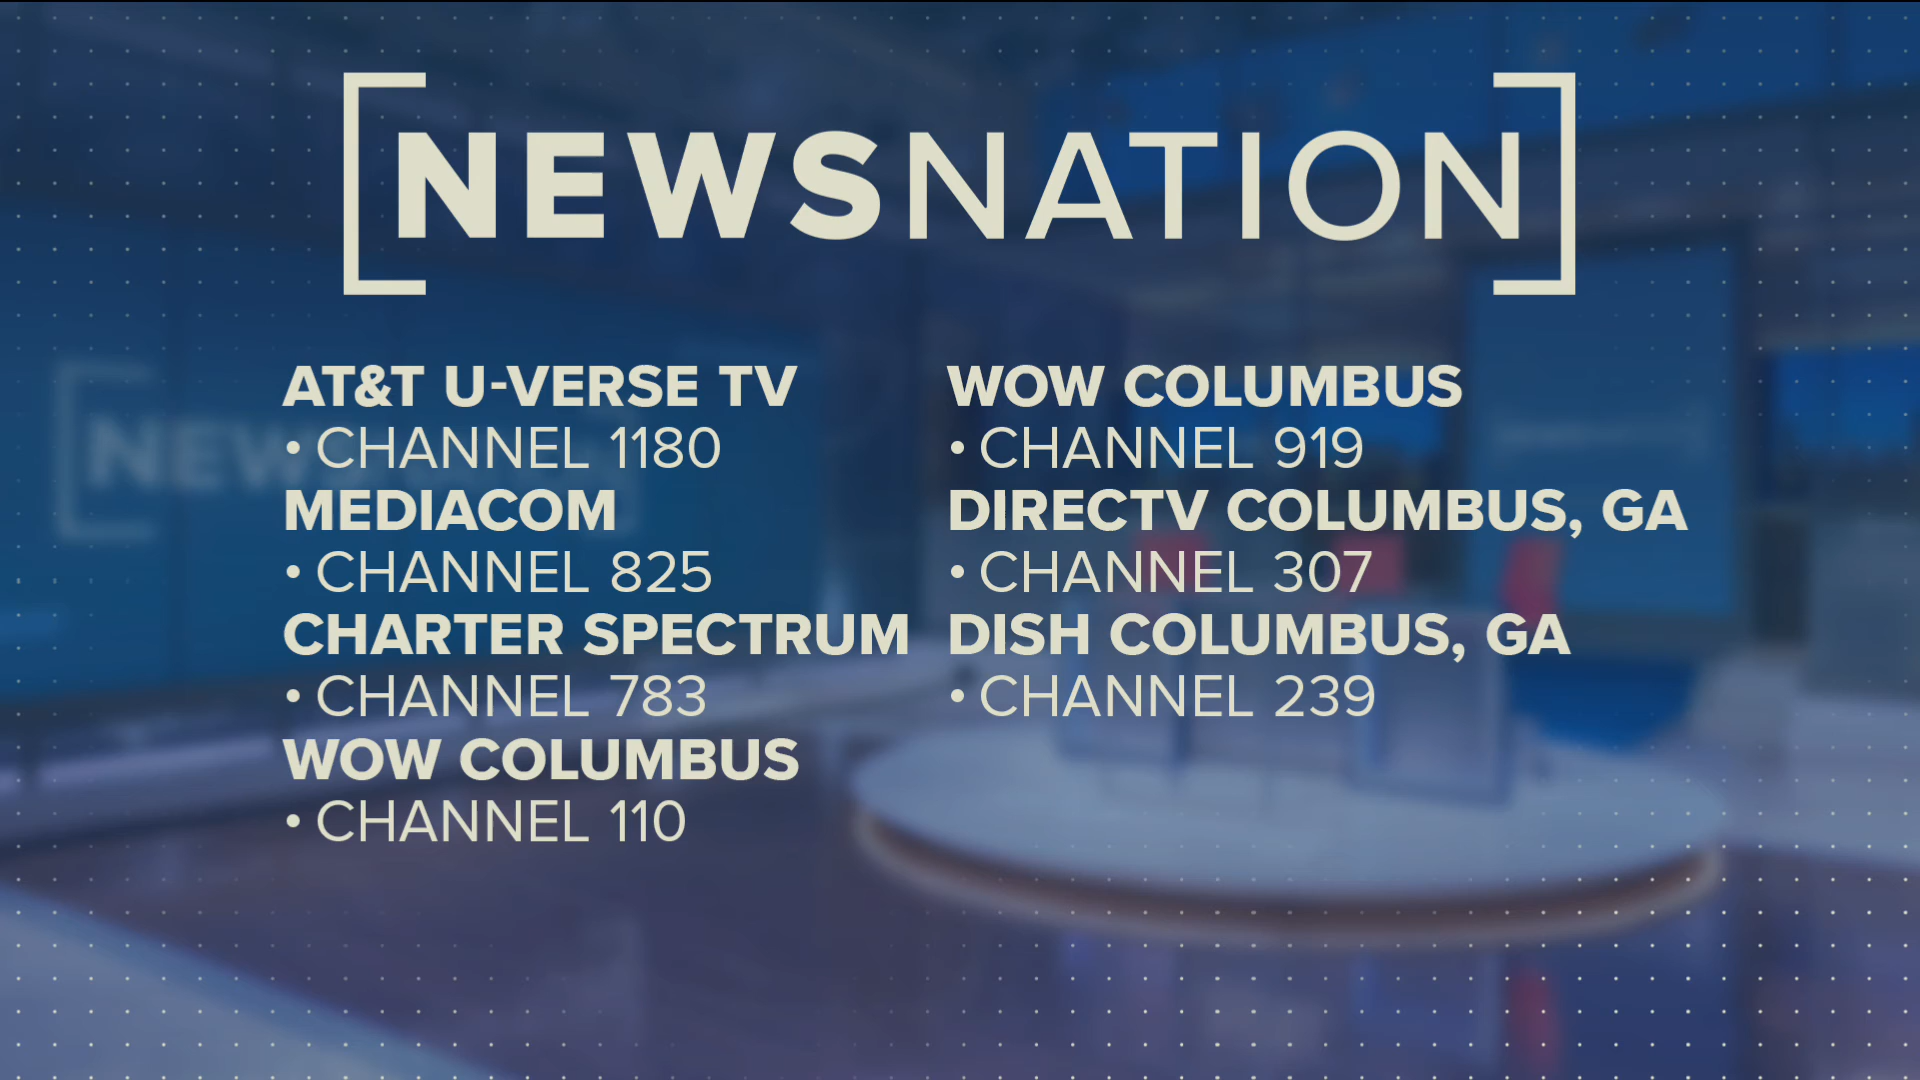 NEWSNATION
AT&T U-VERSE TV
• CHANNEL 1180
MEDIACOM
• CHANNEL 825
CHARTER SPECTRUM
• CHANNEL 783
WOW COLUMBUS
• CHANNEL 110
WOW COLUMBUS
• CHANNEL 919
DIRECTV COLUMBUS, GA
• CHANNEL 307
DISH COLUMBUS, GA
• CHANNEL 239